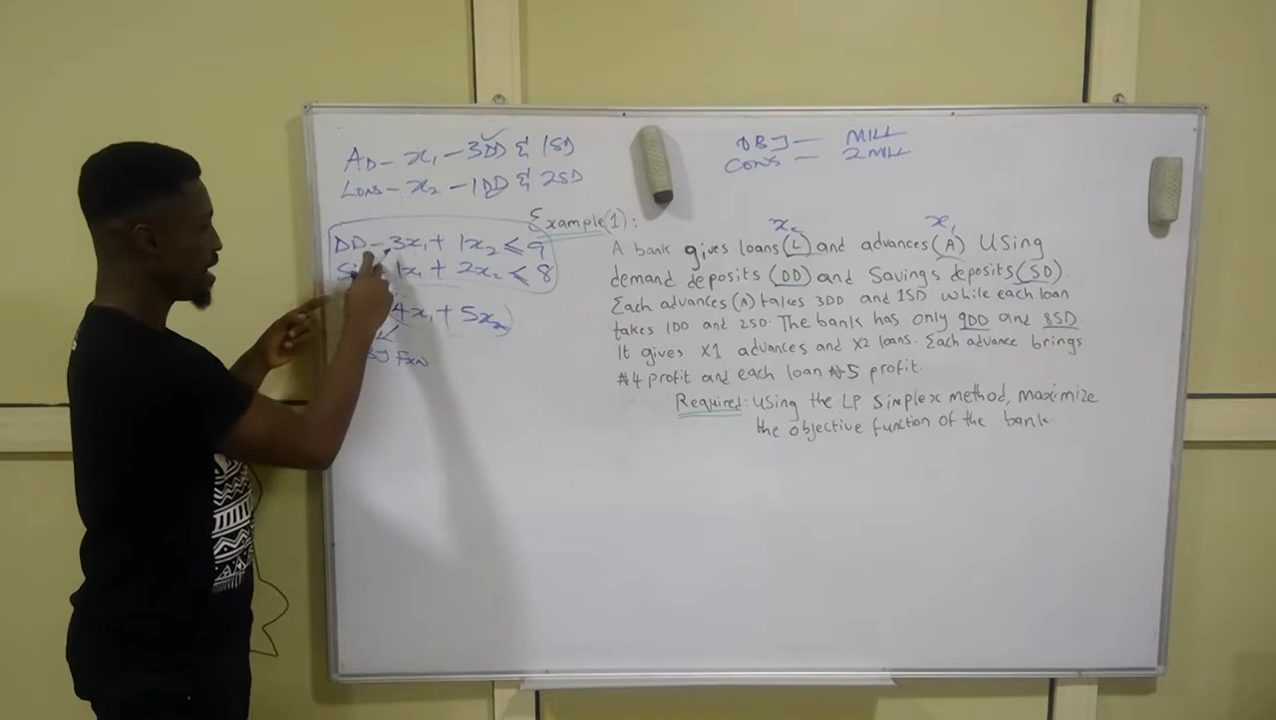 AD - x₁ - 3DD & 1SD
Loans - x₂ - 1DD & 2SD
DD - 3x₁ + 1x₂ ≤ 9
1x₁ + 2x₂ ≤ 8
4x₁ + 5x₂)
Fxn
OBJ — MILL
CONS — 2 MILL
Example(1):
x₂ x₁
A bank gives loans (L) and advances (A) Using
demand deposits (DD) and Savings deposits (SD)
Each advances (A) takes 3DD and 1SD while each loan
takes 1DD and 2SD. The bank has only 9DD and 8SD.
It gives X1 advances and X2 loans. Each advance brings
₦4 profit and each loan ₦5 profit.
Required: Using the LP Simplex method, maximize
the objective function of the bank.